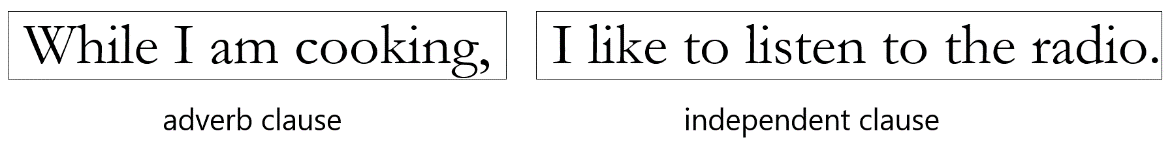 While I am cooking, I like to listen to the radio.
adverb clause independent clause